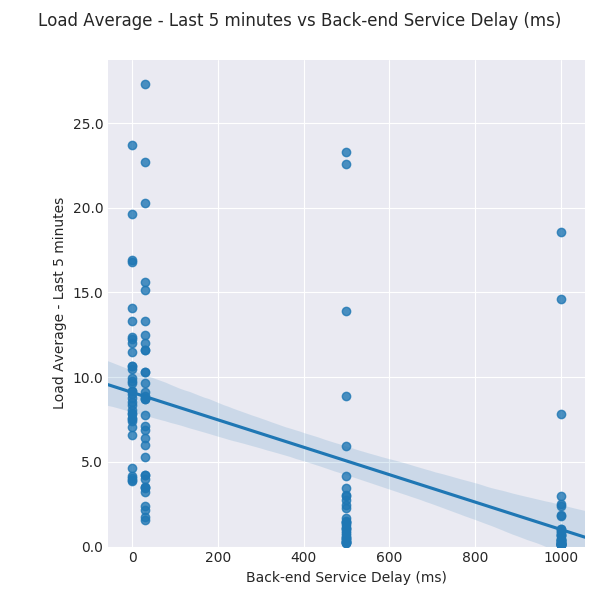 Load Average - Last 5 minutes vs Back-end Service Delay (ms)
Load Average - Last 5 minutes
25.0
20.0
15.0
10.0
5.0
0.0
0 200 400 600 800 1000
Back-end Service Delay (ms)